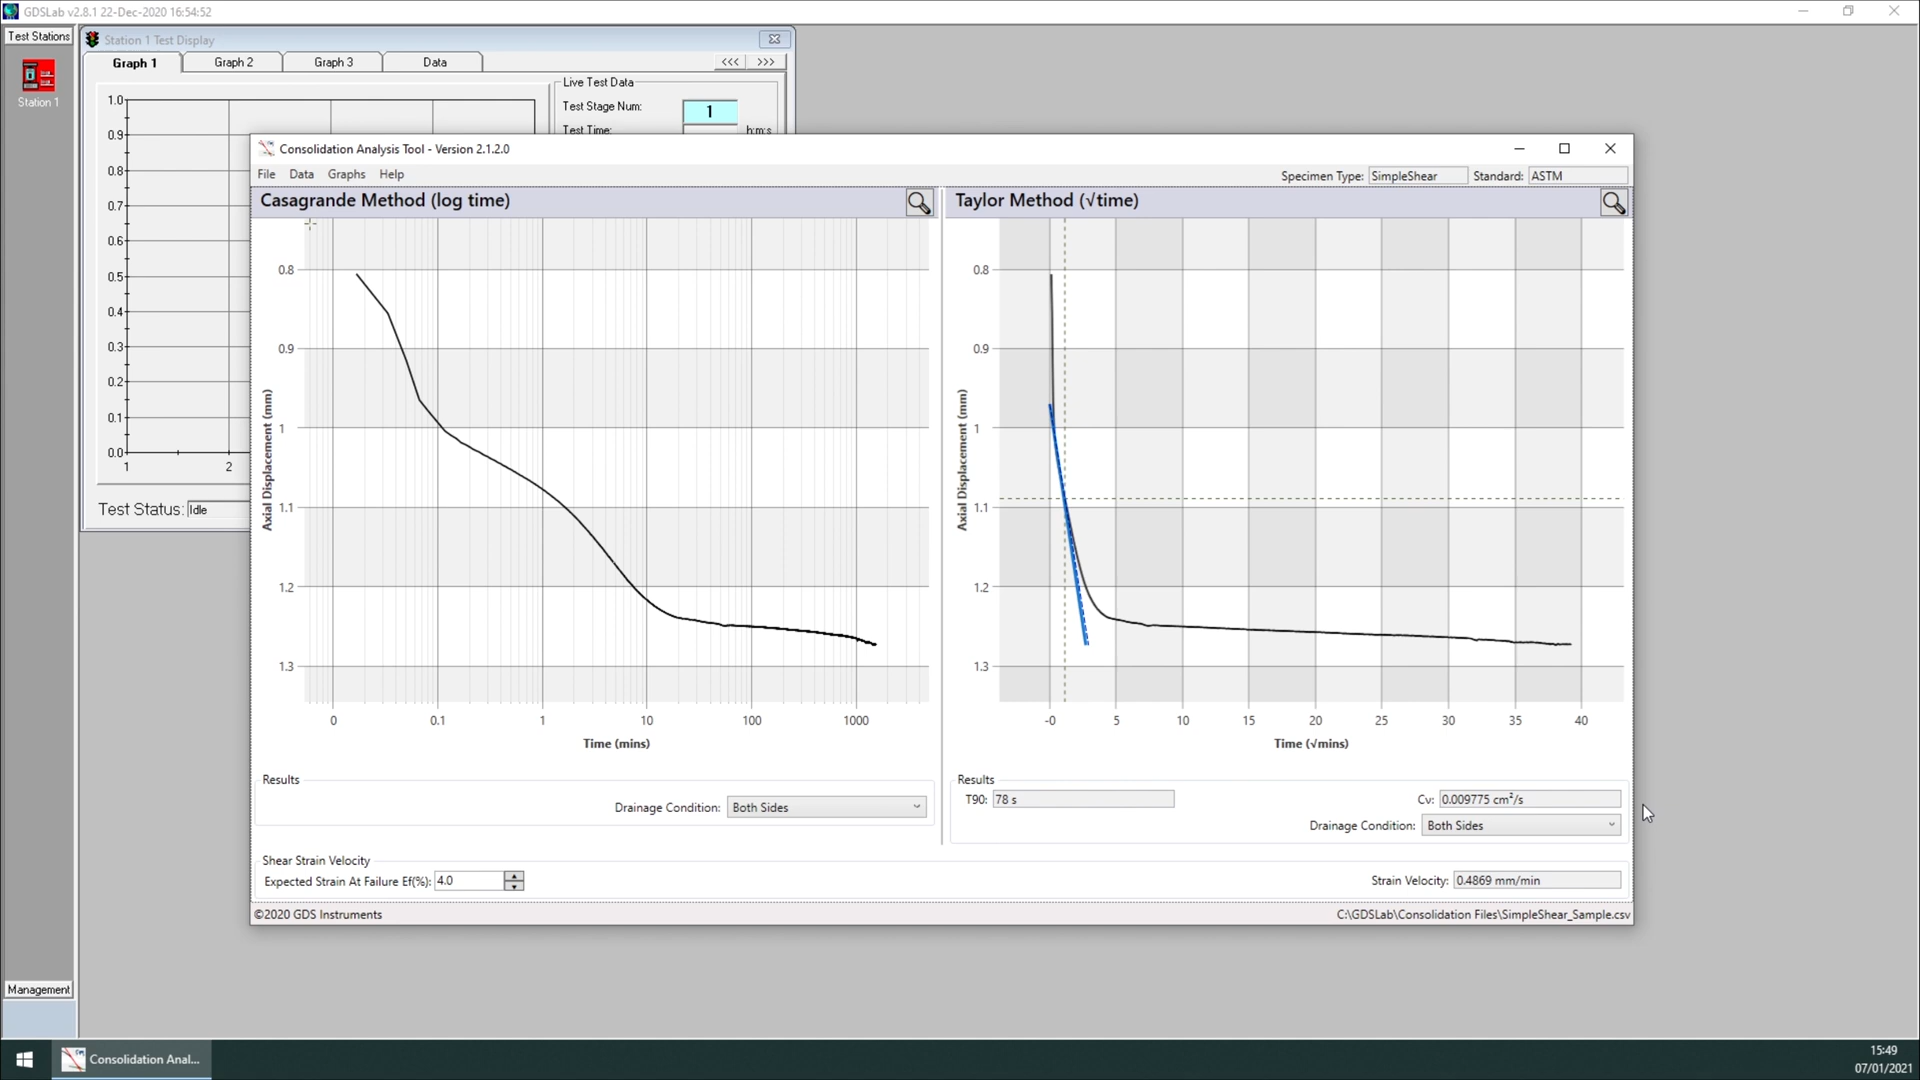 GDSLab v2.8.1 22-Dec-2020 16:54:52
Test Stations
Station 1
Management
Station 1 Test Display
Graph 1 Graph 2 Graph 3 Data <<< >>>
1.0
0.9
0.8
0.7
0.6
0.5
0.4
0.3
0.2
0.1
0.0
1 2
Live Test Data
Test Stage Num: 1
Test Time: h:m:s
Test Status: Idle
Consolidation Analysis Tool - Version 2.1.2.0
File Data Graphs Help
Specimen Type: SimpleShear Standard: ASTM
Casagrande Method (log time)
Axial Displacement (mm)
0.8
0.9
1
1.1
1.2
1.3
0 0.1 1 10 100 1000
Time (mins)
Results
Drainage Condition: Both Sides
Taylor Method (√time)
Axial Displacement (mm)
0.8
0.9
1
1.1
1.2
1.3
-0 5 10 15 20 25 30 35 40
Time (√mins)
Results
T90: 78 s Cv: 0.009775 cm²/s
Drainage Condition: Both Sides
Shear Strain Velocity
Expected Strain At Failure Ef(%): 4.0
Strain Velocity: 0.4869 mm/min
©2020 GDS Instruments
C:\GDSLab\Consolidation Files\SimpleShear_Sample.csv
Consolidation Anal...
15:49
07/01/2021